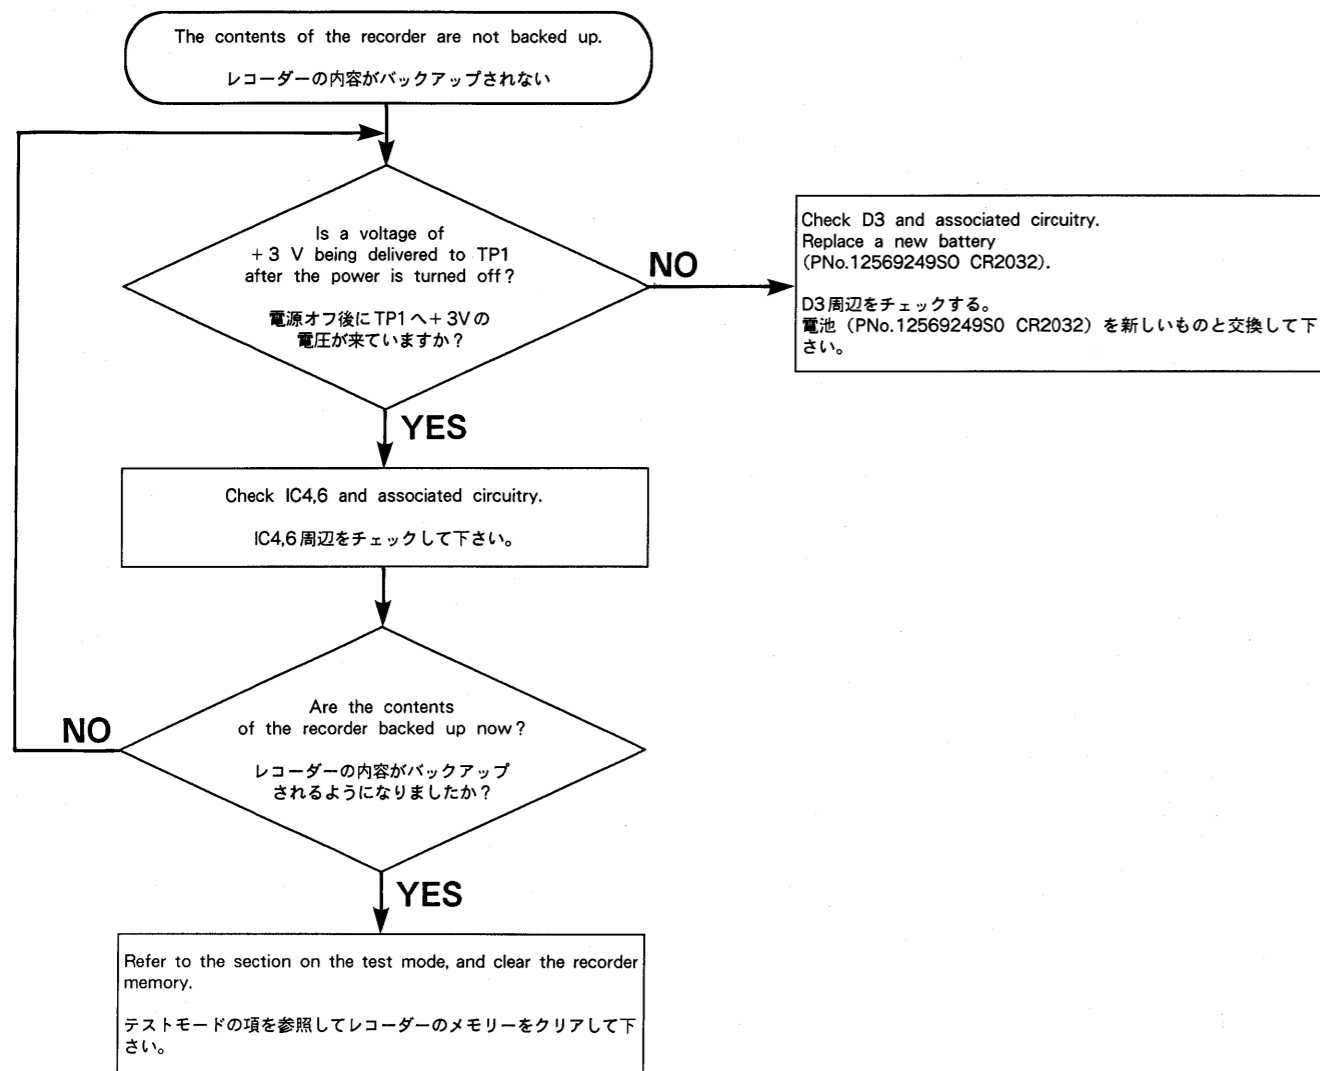 The contents of the recorder are not backed up.
レコーダーの内容がバックアップされない
Is a voltage of
+3 V being delivered to TP1
after the power is turned off?
電源オフ後にTP1へ+3Vの
電圧が来ていますか?
NO
Check D3 and associated circuitry.
Replace a new battery
(PNo.12569249S0 CR2032).
D3周辺をチェックする。
電池(PNo.12569249S0 CR2032)を新しいものと交換して下
さい。
YES
Check IC4,6 and associated circuitry.
IC4,6周辺をチェックして下さい。
Are the contents
of the recorder backed up now?
レコーダーの内容がバックアップ
されるようになりましたか?
NO
YES
Refer to the section on the test mode, and clear the recorder
memory.
テストモードの項を参照してレコーダーのメモリーをクリアして下
さい。